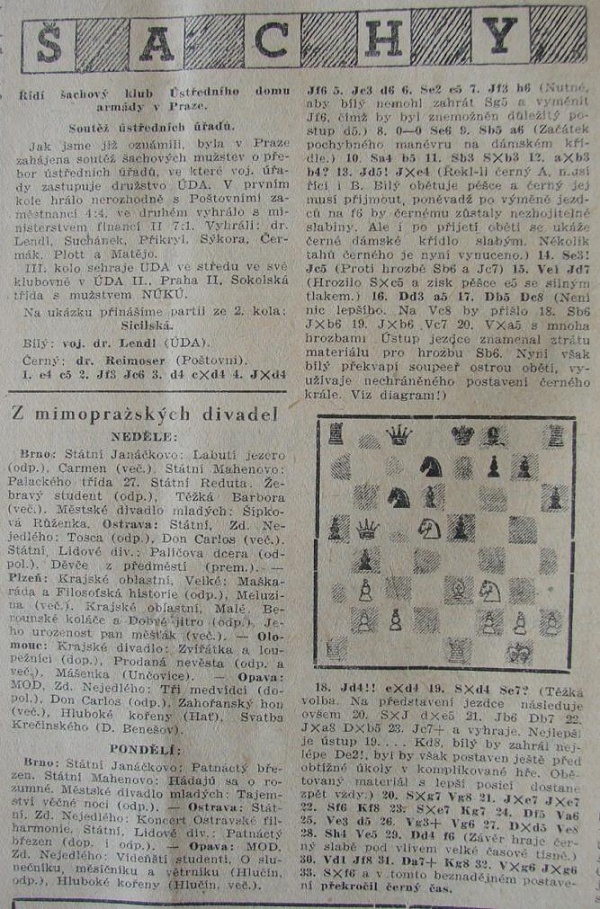 ŠACHY
Řídí šachový klub Ústředního domu
armády v Praze.
Soutěž ústředních úřadů.
Jak jsme již oznámili, byla v Praze
zahájena soutěž šachových mužstev o pře-
bor ústředních úřadů, ve které voj. úřa-
dy zastupuje družstvo ÚDA. V prvním
kole hrálo nerozhodně s Poštovními za-
městnanci 4:4, ve druhém vyhrálo s mi-
nisterstvem financí II 7:1. Vyhráli: dr.
Lendl, Suchánek, Přikryl, Sýkora, Čer-
mák, Plott a Matějo.
III. kolo sehraje ÚDA ve středu ve své
klubovně v ÚDA II., Praha II, Sokolská
třída s mužstvem NÚKÚ.
Na ukázku přinášíme partii ze 2. kola:
Sicilská.
Bílý: voj. dr. Lendl (ÚDA).
Černý: dr. Reimoser (Poštovní).
1. e4 c5 2. Jf3 Jc6 3. d4 c×d4 4. J×d4
Z mimopražských divadel
NEDĚLE:
Brno: Státní Janáčkovo: Labutí jezero
(odp.), Carmen (več.). Státní Mahenovo:
Palackého třída 27. Státní Reduta. Že-
bravý student (odp.), Těžká Barbora
(več.). Městské divadlo mladých: Šípko-
vá Růženka. Ostrava: Státní, Zd. Ne-
jedlého: Tosca (odp.), Don Carlos (več.).
Státní, Lidové div.: Paličova dcera (od-
pol.). Děvče z předměstí (prem.). —
Plzeň: Krajské oblastní, Velké: Maška-
ráda a Filosofská historie (odp.), Meluzí-
na (več.), Krajské oblastní, Malé, Be-
rounské koláče a Dobré jitro (odp.), Je-
ho urozenost pan měšťák (več.). — Olo-
mouc: Krajské divadlo: Zvířátka a lou-
pežníci (dop.), Prodaná nevěsta (odp. a
več.), Mášenka (Uničovice). — Opava:
MOD, Zd. Nejedlého: Tři medvídci (do-
pol.), Don Carlos (odp.), Zahořanský hon
(več.), Hluboké kořeny (Hať), Svatba
Krečinského (D. Benešov).
PONDĚLÍ:
Brno: Státní Janáčkovo: Patnáctý bře-
zen, Státní Mahenovo: Hádají sa o ro-
zumné. Městské divadlo mladých: Tajem-
ství věčné noci (odp.). — Ostrava: Stát-
ní, Zd. Nejedlého: Koncert Ostravské fil-
harmonie, Státní, Lidové div.: Patnáctý
březen (dop. i odp.). — Opava: MOD,
Zd. Nejedlého: Vídeňští studenti, O slu-
nečníku, měsíčníku a větrníku (Hlučín,
odp.), Hluboké kořeny (Hlučín, več.).
Jf6 5. Jc3 d6 6. Se2 e5 7. Jf3 h6 (Nutné,
aby bílý nemohl zahrát Sg5 a vyměnit
Jf6, čímž by byl znemožněn důležitý po-
stup d5.) 8. 0—0 Se6 9. Sb5 a6 (Začátek
pochybného manévru na dámském kří-
dle.) 10. Sa4 b5 11. Sb3 S×b3 12. a×b3
b4? 13. Jd5! J×e4 (Řekl-li černý A,
říci i B. Bílý obětuje pěšce a černý jej
musí přijmout, poněvadž po výměně jezd-
ců na f6 by černému zůstaly nezhojitelné
slabiny. Ale i po přijetí oběti se ukáže
černé dámské křídlo slabým. Několik
tahů černého je nyní vynuceno.) 14. Se3!
Jc5 (Proti hrozbě Sb6 a Jc7) 15. Ve1 Jd7
(Hrozilo S×c5 a zisk pěšce e5 se silným
tlakem.) 16. Dd3 a5 17. Db5 Dc8 (Není
nic lepšího. Na Vc8 by přišlo 18. Sb6
J×b6 19. J×b6 Vc7 20. V×a5 s mnoha
hrozbami. Ústup jezdce znamenal ztrátu
materiálu pro hrozbu Sb6. Nyní však
bílý překvapí soupeře ostrou obětí, vy-
užívaje nechráněného postavení černého
krále. Viz diagram!)
18. Jd4!! e×d4 19. S×d4 Se7? (Těžká
volba. Na představení jezdce následuje
ovšem 20. S×J d×e5 21. Jb6 Db7 22.
J×a8 D×b5 23. Jc7+ a vyhraje. Nejlepší
je ústup 19. ... Kd8, bílý by zahrál nej-
lépe De2!, byl by však postaven ještě před
obtížné úkoly v komplikované hře. Obě-
tovaný materiál s lepší posicí dostane
zpět vždy.) 20. S×g7 Vg8 21. J×e7 J×e7
22. Sf6 Kf8 23. S×e7 Kg7 24. Df5 Va6
25. Ve3 d5 26. Vg3+ Vg6 27. D×d5 Ve8
28. Sh4 Ve5 29. Dd4 f6 (Závěr hraje čer-
ný slabě pod vlivem velké časové tísně.)
30. Vd1 Jf8 31. Da7+ Kg8 32. V×g6 J×g6
33. S×f6 a v tomto beznadějném postave-
ní překročil černý čas.